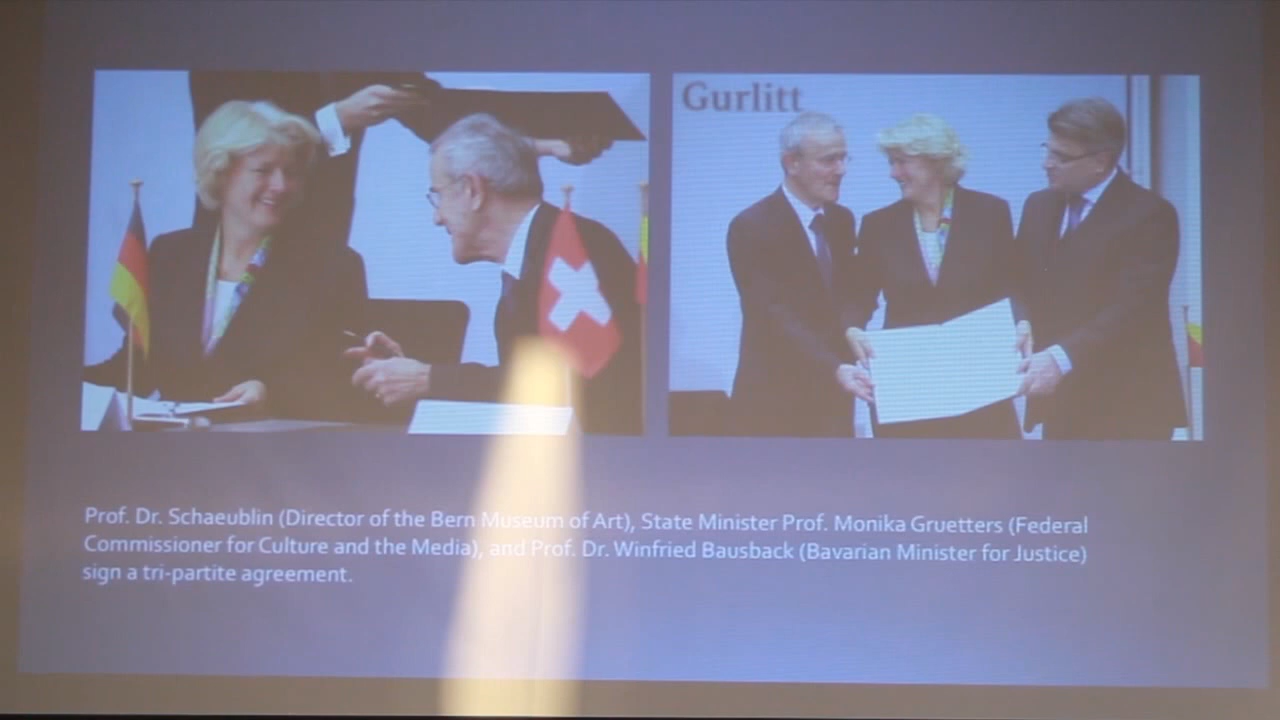 Gurlitt
Prof. Dr. Schaeublin (Director of the Bern Museum of Art), State Minister Prof. Monika Gruetters (Federal
Commissioner for Culture and the Media), and Prof. Dr. Winfried Bausback (Bavarian Minister for Justice)
sign a tri-partite agreement.